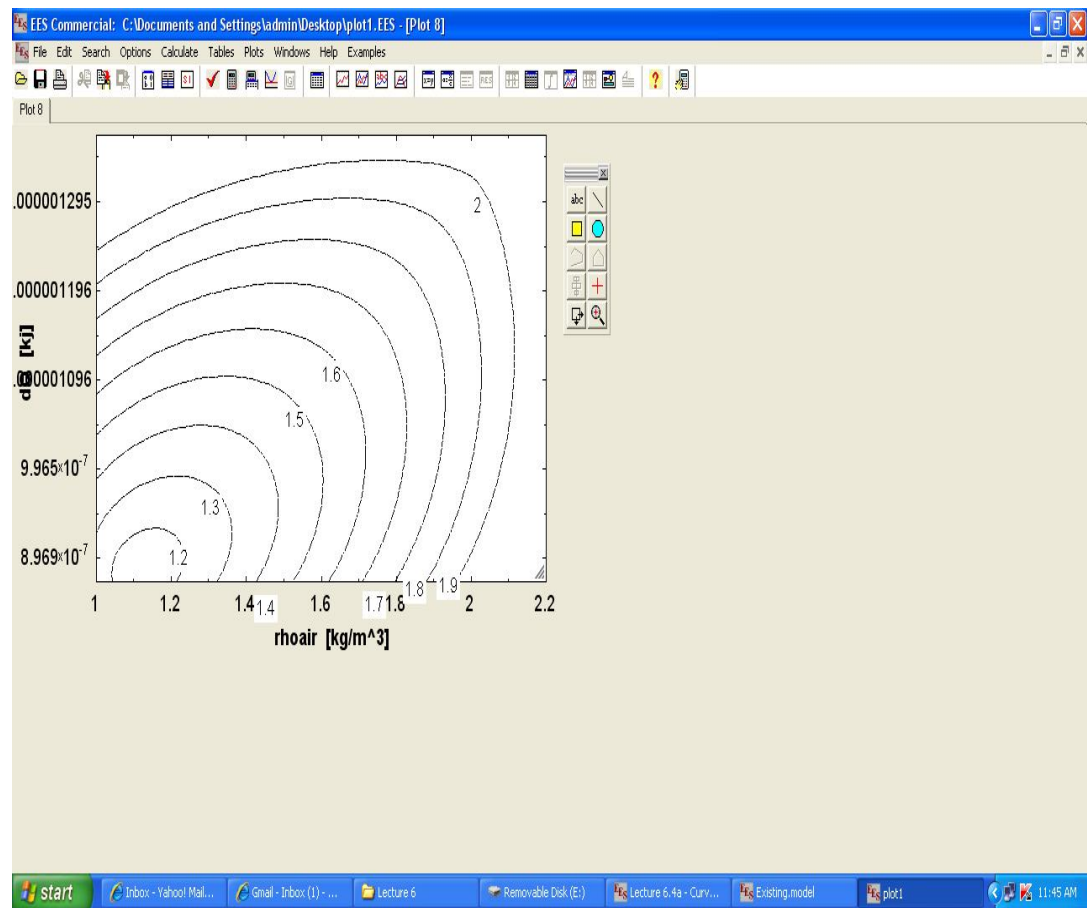 EES Commercial: C:\Documents and Settings\admin\Desktop\plot1.EES - [Plot 8]
File Edit Search Options Calculate Tables Plots Windows Help Examples
Plot 8
abc
.000001295
.000001196
.000001096
9.965x10-7
8.969x10-7
[kj]
2
1.6
1.5
1.3
1.2
1.4
1.7
1.8
1.9
1 1.2 1.4 1.6 1.8 2 2.2
rhoair [kg/m^3]
start Inbox - Yahoo! Mail... Gmail - Inbox (1) - ... Lecture 6 Removable Disk (E:) Lecture 6.4a - Curv... Existing.model plot1 11:45 AM